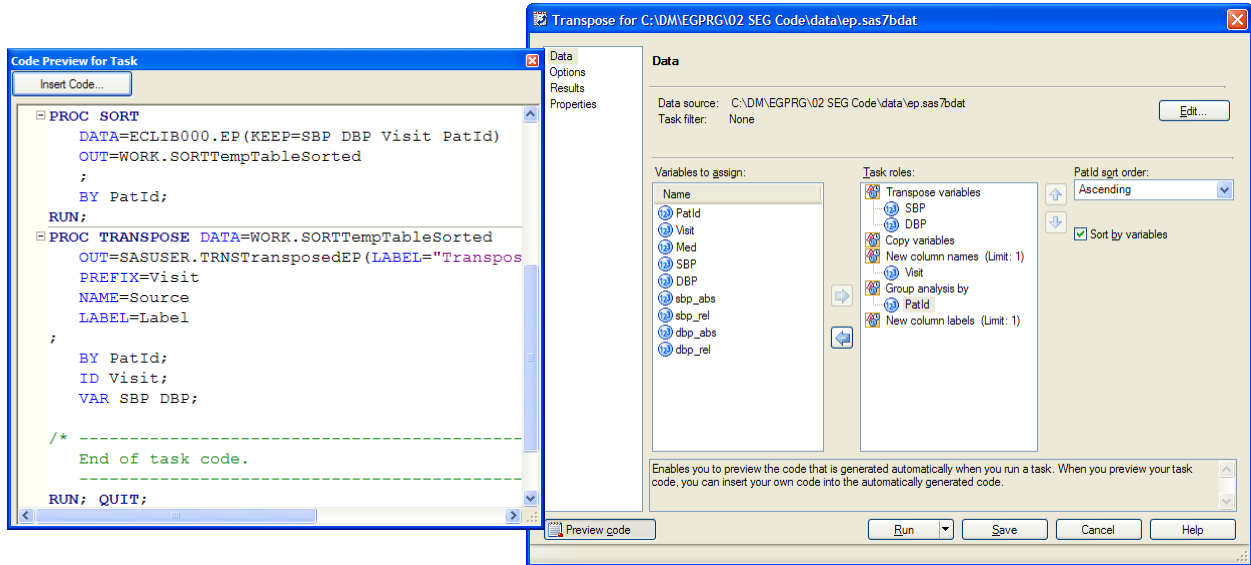 Code Preview for Task
Insert Code...
PROC SORT
DATA=ECLIB000.EP(KEEP=SBP DBP Visit PatId)
OUT=WORK.SORTTempTableSorted
;
BY PatId;
RUN;
PROC TRANSPOSE DATA=WORK.SORTTempTableSorted
OUT=SASUSER.TRNSTransposedEP(LABEL="Transpos
PREFIX=Visit
NAME=Source
LABEL=Label
;
BY PatId;
ID Visit;
VAR SBP DBP;
/* --------------------------------------------
End of task code.
--------------------------------------------
RUN; QUIT;
Transpose for C:\DM\EGPRG\02 SEG Code\data\ep.sas7bdat
Data
Options
Results
Properties
Data
Data source: C:\DM\EGPRG\02 SEG Code\data\ep.sas7bdat
Task filter: None
Edit...
Variables to assign:
Name
PatId
Visit
Med
SBP
DBP
sbp_abs
sbp_rel
dbp_abs
dbp_rel
Task roles:
Transpose variables
SBP
DBP
Copy variables
New column names (Limit: 1)
Visit
Group analysis by
PatId
New column labels (Limit: 1)
PatId sort order:
Ascending
Sort by variables
Enables you to preview the code that is generated automatically when you run a task. When you preview your task
code, you can insert your own code into the automatically generated code.
Preview code
Run
Save
Cancel
Help